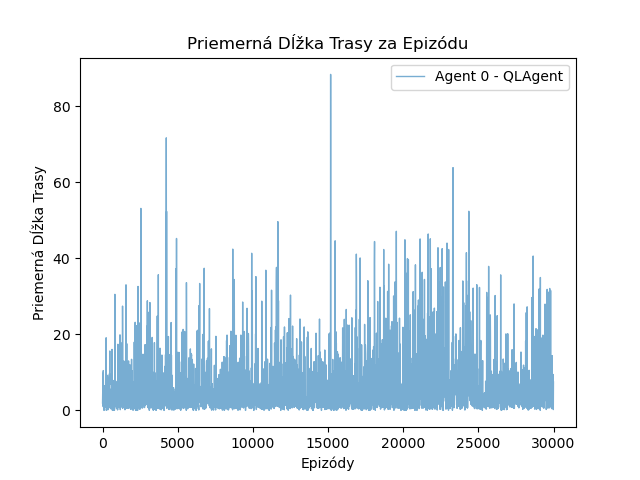 Priemerná Dĺžka Trasy za Epizódu
Agent 0 - QLAgent
Priemerná Dĺžka Trasy
80
60
40
20
0
0 5000 10000 15000 20000 25000 30000
Epizódy